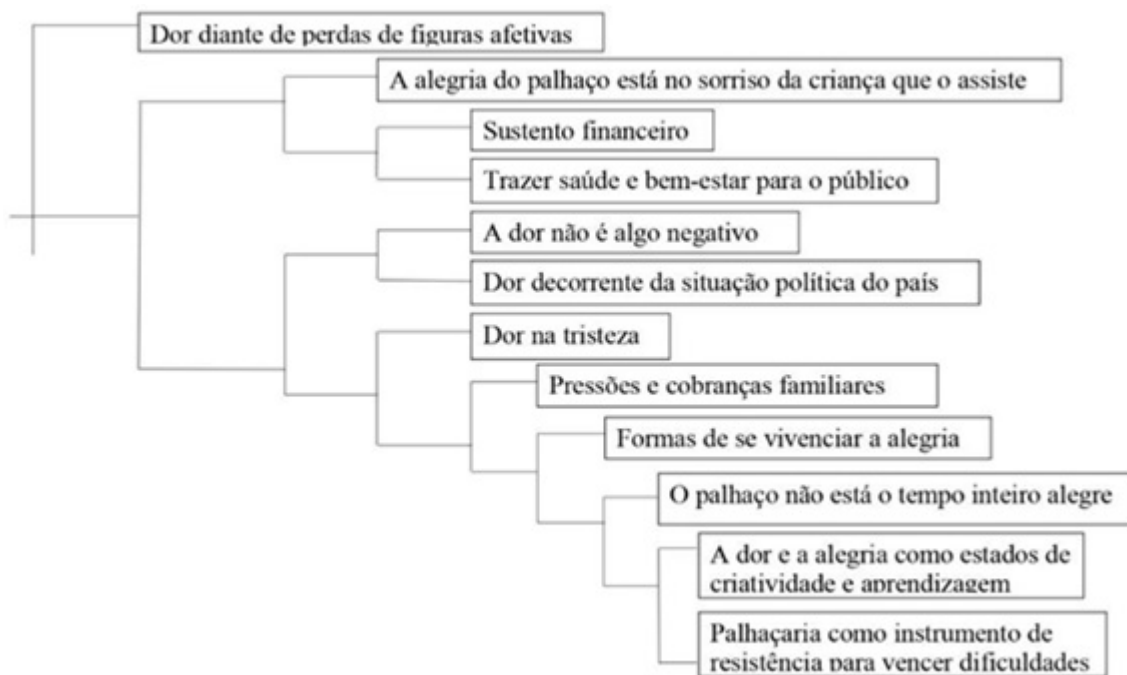 Dor diante de perdas de figuras afetivas
A alegria do palhaço está no sorriso da criança que o assiste
Sustento financeiro
Trazer saúde e bem-estar para o público
A dor não é algo negativo
Dor decorrente da situação política do país
Dor na tristeza
Pressões e cobranças familiares
Formas de se vivenciar a alegria
O palhaço não está o tempo inteiro alegre
A dor e a alegria como estados de
criatividade e aprendizagem
Palhaçaria como instrumento de
resistência para vencer dificuldades